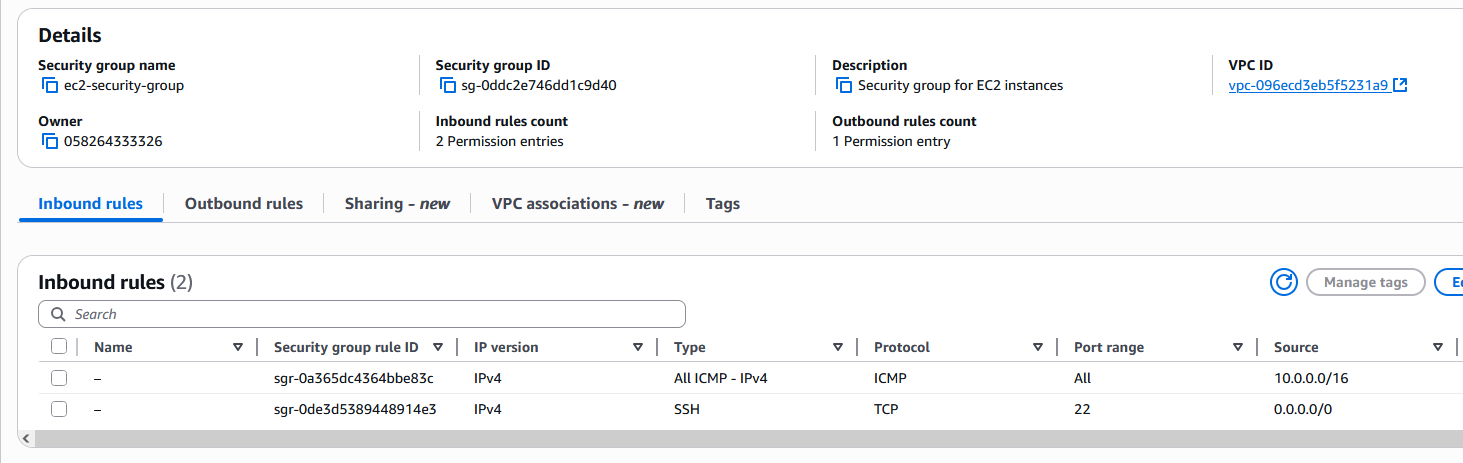 Details
Security group name
ec2-security-group
Security group ID
sg-0ddc2e746dd1c9d40
Description
Security group for EC2 instances
VPC ID
vpc-096ecd3eb5f5231a9
Owner
058264333326
Inbound rules count
2 Permission entries
Outbound rules count
1 Permission entry
Inbound rules Outbound rules Sharing - new VPC associations - new Tags
Inbound rules (2)
Manage tags
Search
Name Security group rule ID IP version Type Protocol Port range Source
– sgr-0a365dc4364bbe83c IPv4 All ICMP - IPv4 ICMP All 10.0.0.0/16
– sgr-0de3d5389448914e3 IPv4 SSH TCP 22 0.0.0.0/0